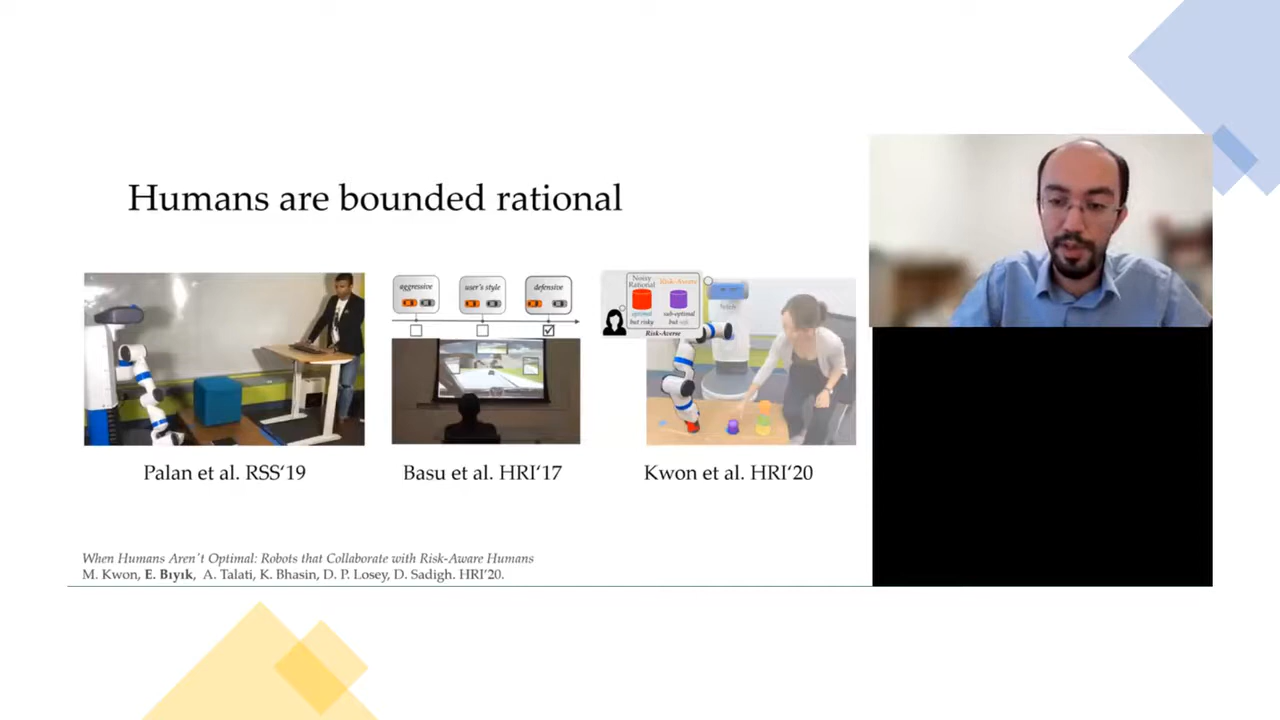 Humans are bounded rational
aggressive
user's style
defensive
Noisy
Rational
Risk-Aware
optimal
but risky
sub-optimal
but safe
Risk-Averse
Palan et al. RSS‘19
Basu et al. HRI‘17
Kwon et al. HRI‘20
When Humans Aren't Optimal: Robots that Collaborate with Risk-Aware Humans
M. Kwon, E. Bıyık, A. Talati, K. Bhasin, D. P. Losey, D. Sadigh. HRI’20.